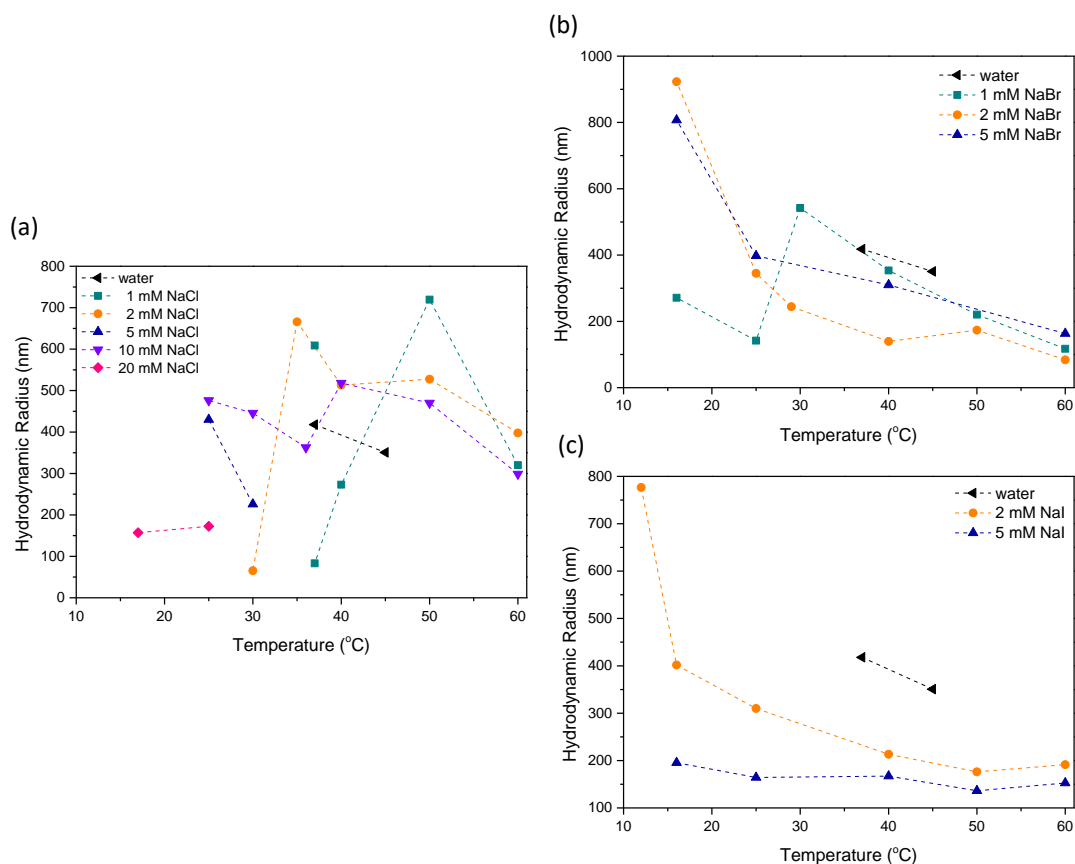 (a)
Hydrodynamic Radius (nm)
800
700
600
500
400
300
200
100
0
water
1 mM NaCl
2 mM NaCl
5 mM NaCl
10 mM NaCl
20 mM NaCl
10
20
30
40
50
60
Temperature (°C)
(b)
Hydrodynamic Radius (nm)
1000
800
600
400
200
0
water
1 mM NaBr
2 mM NaBr
5 mM NaBr
10
20
30
40
50
60
Temperature (°C)
(c)
Hydrodynamic Radius (nm)
800
700
600
500
400
300
200
100
water
2 mM NaI
5 mM NaI
10
20
30
40
50
60
Temperature (°C)